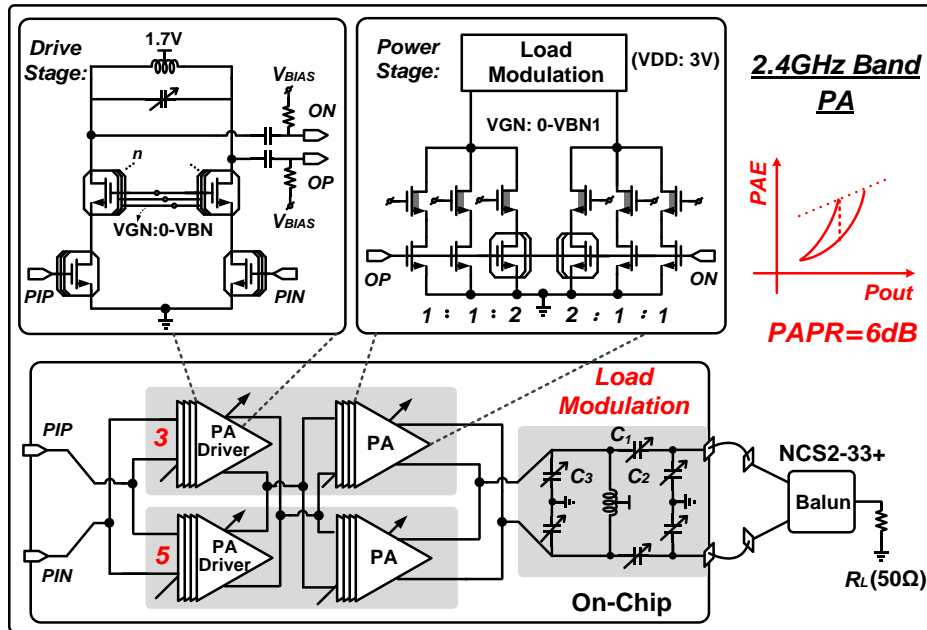 Drive Stage:
1.7V
VBIAS
ON
OP
VBIAS
n
VGN:0-VBN
PIP
PIN
Power Stage:
Load Modulation
(VDD: 3V)
VGN: 0-VBN1
OP
ON
1 : 1 : 2 2 : 1 : 1
2.4GHz Band
PA
PAE
Pout
PAPR=6dB
PIP
PIN
3
PA Driver
5
PA Driver
PA
PA
Load Modulation
C1
C2
C3
On-Chip
NCS2-33+
Balun
RL(50Ω)